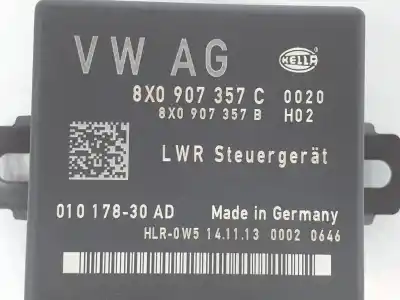 VW AG
HELLA
8X0 907 357 C 0020
8X0 907 357 B H02
LWR Steuergerät
010 178-30 AD Made in Germany
HLR-0W5 14.11.13 0002 0646